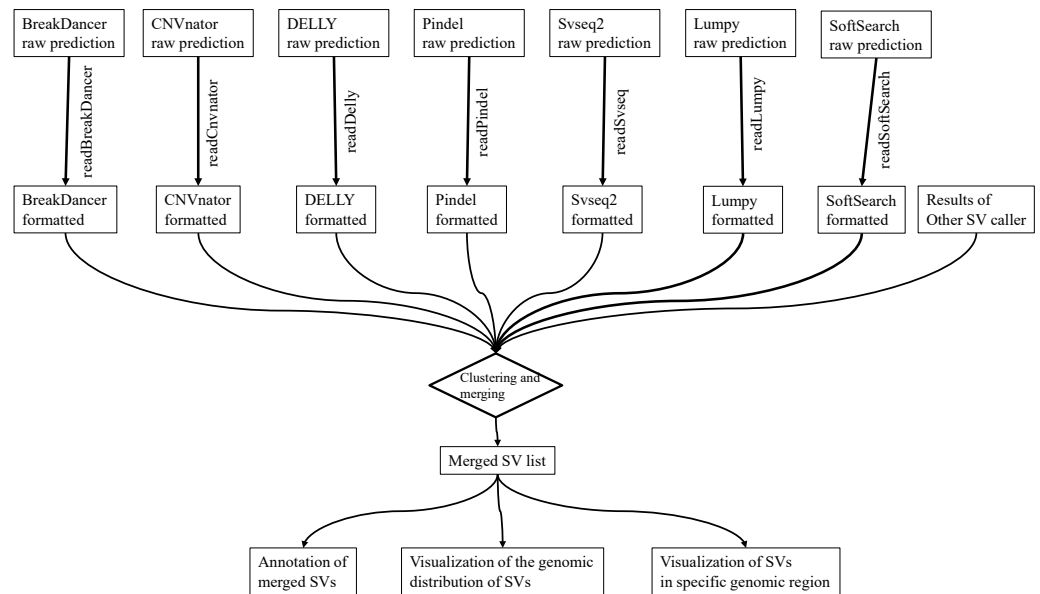 BreakDancer
raw prediction
CNVnator
raw prediction
DELLY
raw prediction
Pindel
raw prediction
Svseq2
raw prediction
Lumpy
raw prediction
SoftSearch
raw prediction
readBreakDancer
readCnvnator
readDelly
readPindel
readSvseq
readLumpy
readSoftSearch
BreakDancer
formatted
CNVnator
formatted
DELLY
formatted
Pindel
formatted
Svseq2
formatted
Lumpy
formatted
SoftSearch
formatted
Results of
Other SV caller
Clustering and
merging
Merged SV list
Annotation of
merged SVs
Visualization of the genomic
distribution of SVs
Visualization of SVs
in specific genomic region